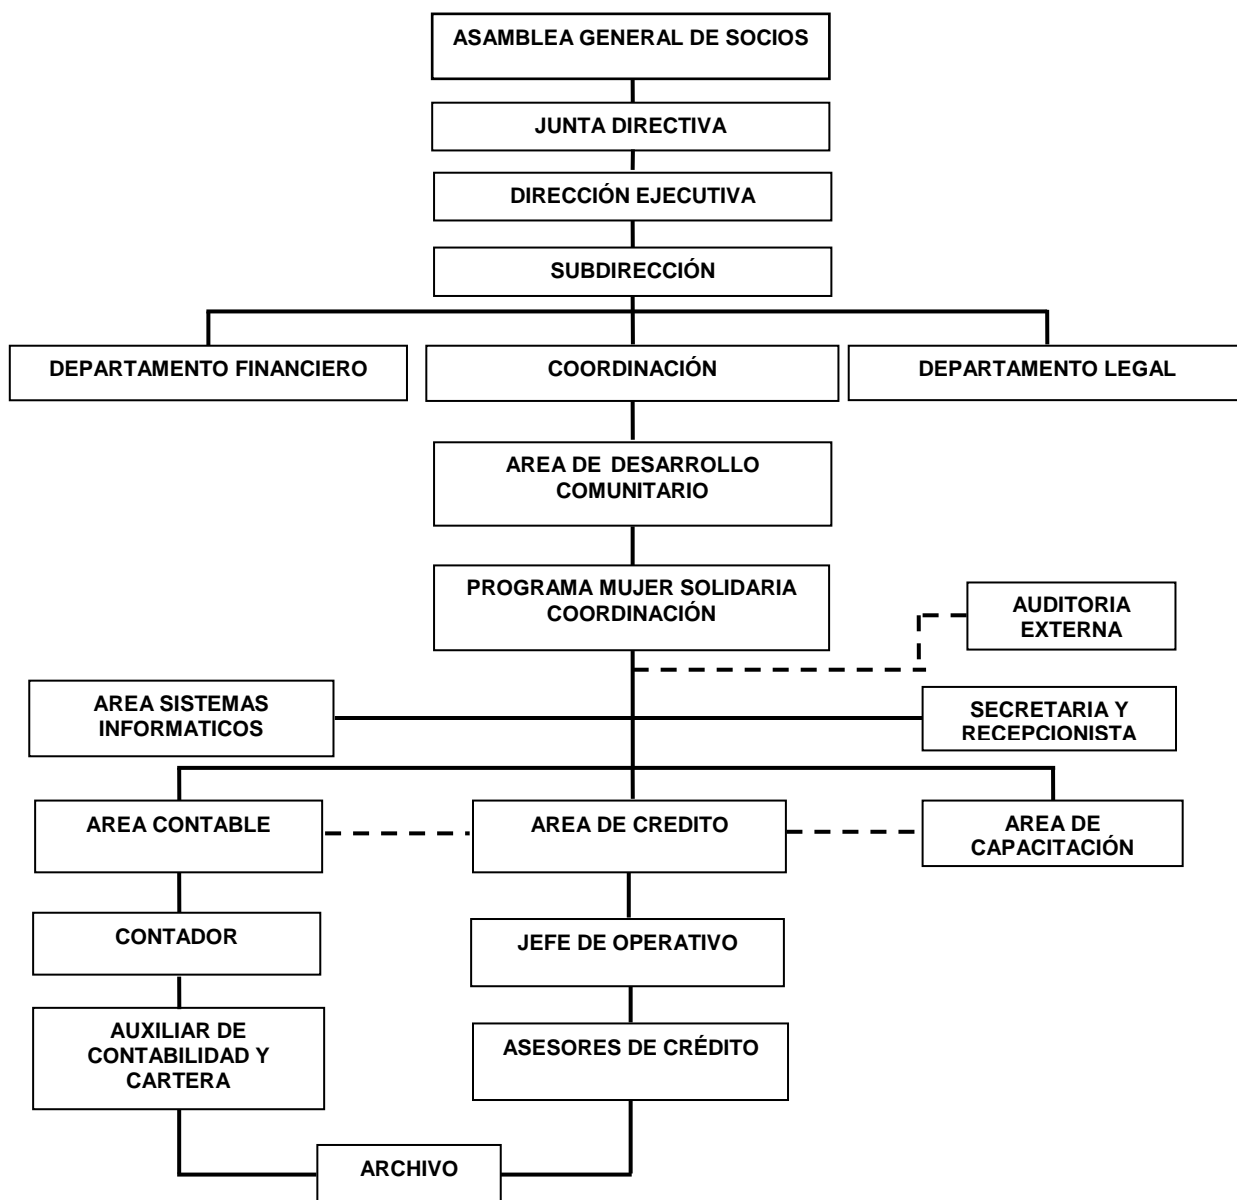 ASAMBLEA GENERAL DE SOCIOS
JUNTA DIRECTIVA
DIRECCIÓN EJECUTIVA
SUBDIRECCIÓN
DEPARTAMENTO FINANCIERO
COORDINACIÓN
DEPARTAMENTO LEGAL
AREA DE DESARROLLO
COMUNITARIO
PROGRAMA MUJER SOLIDARIA
COORDINACIÓN
AUDITORIA
EXTERNA
AREA SISTEMAS
INFORMATICOS
SECRETARIA Y
RECEPCIONISTA
AREA CONTABLE
AREA DE CREDITO
AREA DE
CAPACITACIÓN
CONTADOR
JEFE DE OPERATIVO
AUXILIAR DE
CONTABILIDAD Y
CARTERA
ASESORES DE CRÉDITO
ARCHIVO